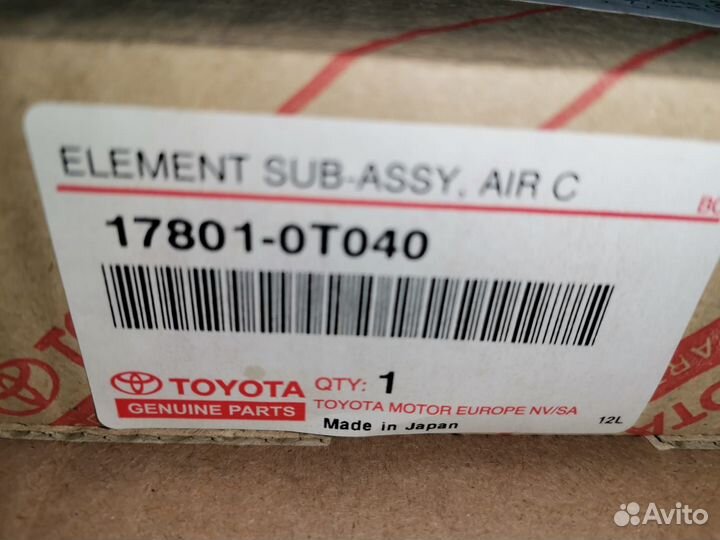 ELEMENT SUB-ASSY, AIR C
17801-0T040
TOYOTA
GENUINE PARTS
QTY: 1
TOYOTA MOTOR EUROPE NV/SA
Made in Japan
12L
TOYOTA
Avito